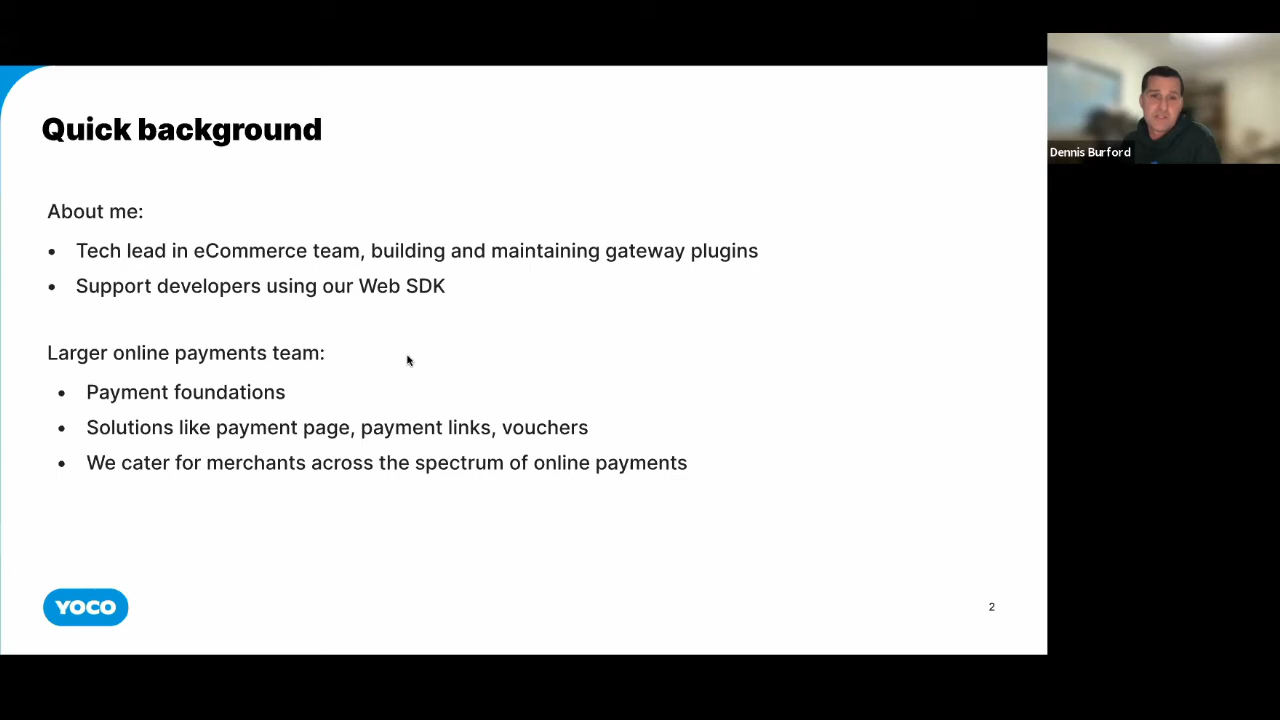 Quick background
About me:
• Tech lead in eCommerce team, building and maintaining gateway plugins
• Support developers using our Web SDK
Larger online payments team:
• Payment foundations
• Solutions like payment page, payment links, vouchers
• We cater for merchants across the spectrum of online payments
YOCO
2
Dennis Burford